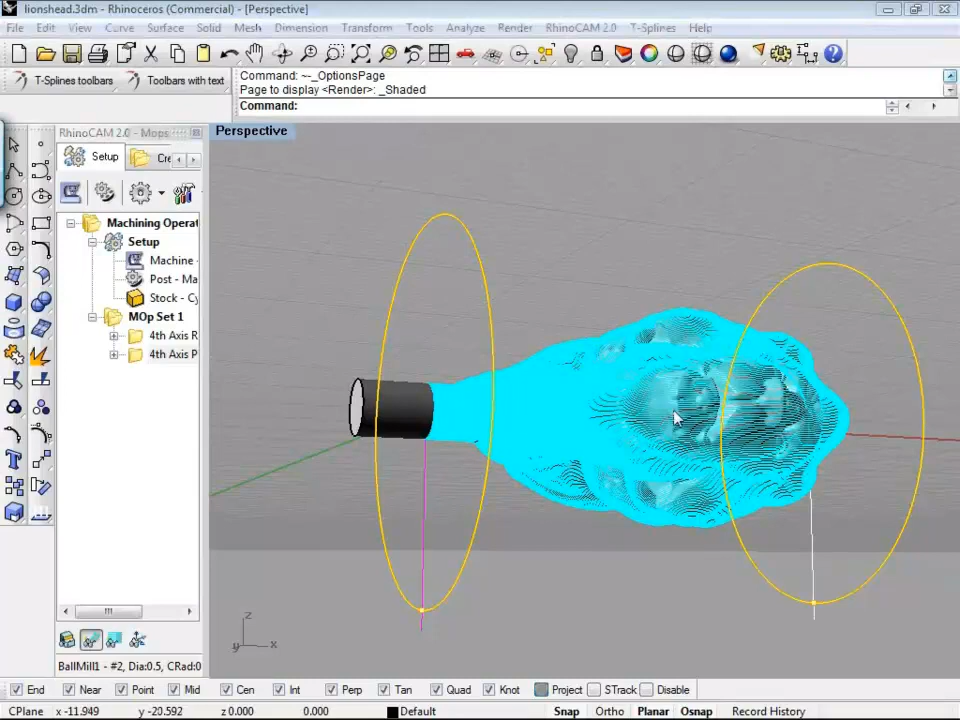 lionshead.3dm - Rhinoceros (Commercial) - [Perspective]
File Edit View Curve Surface Solid Mesh Dimension Transform Tools Analyze Render RhinoCAM 2.0 T-Splines Help
T-Splines toolbars Toolbars with text
Command: ~~_OptionsPage
Page to display <Render>: _Shaded
Command:
Perspective
RhinoCAM 2.0 - Mops
Setup Cre
Machining Operat
Setup
Machine -
Post - Ma
Stock - Cy
MOp Set 1
4th Axis R
4th Axis P
z
y x
BallMill1 - #2, Dia:0.5, CRad:0
End Near Point Mid Cen Int Perp Tan Quad Knot Project STrack Disable
CPlane x -11.949 y -20.592 z 0.000 0.000 Default Snap Ortho Planar Osnap Record History